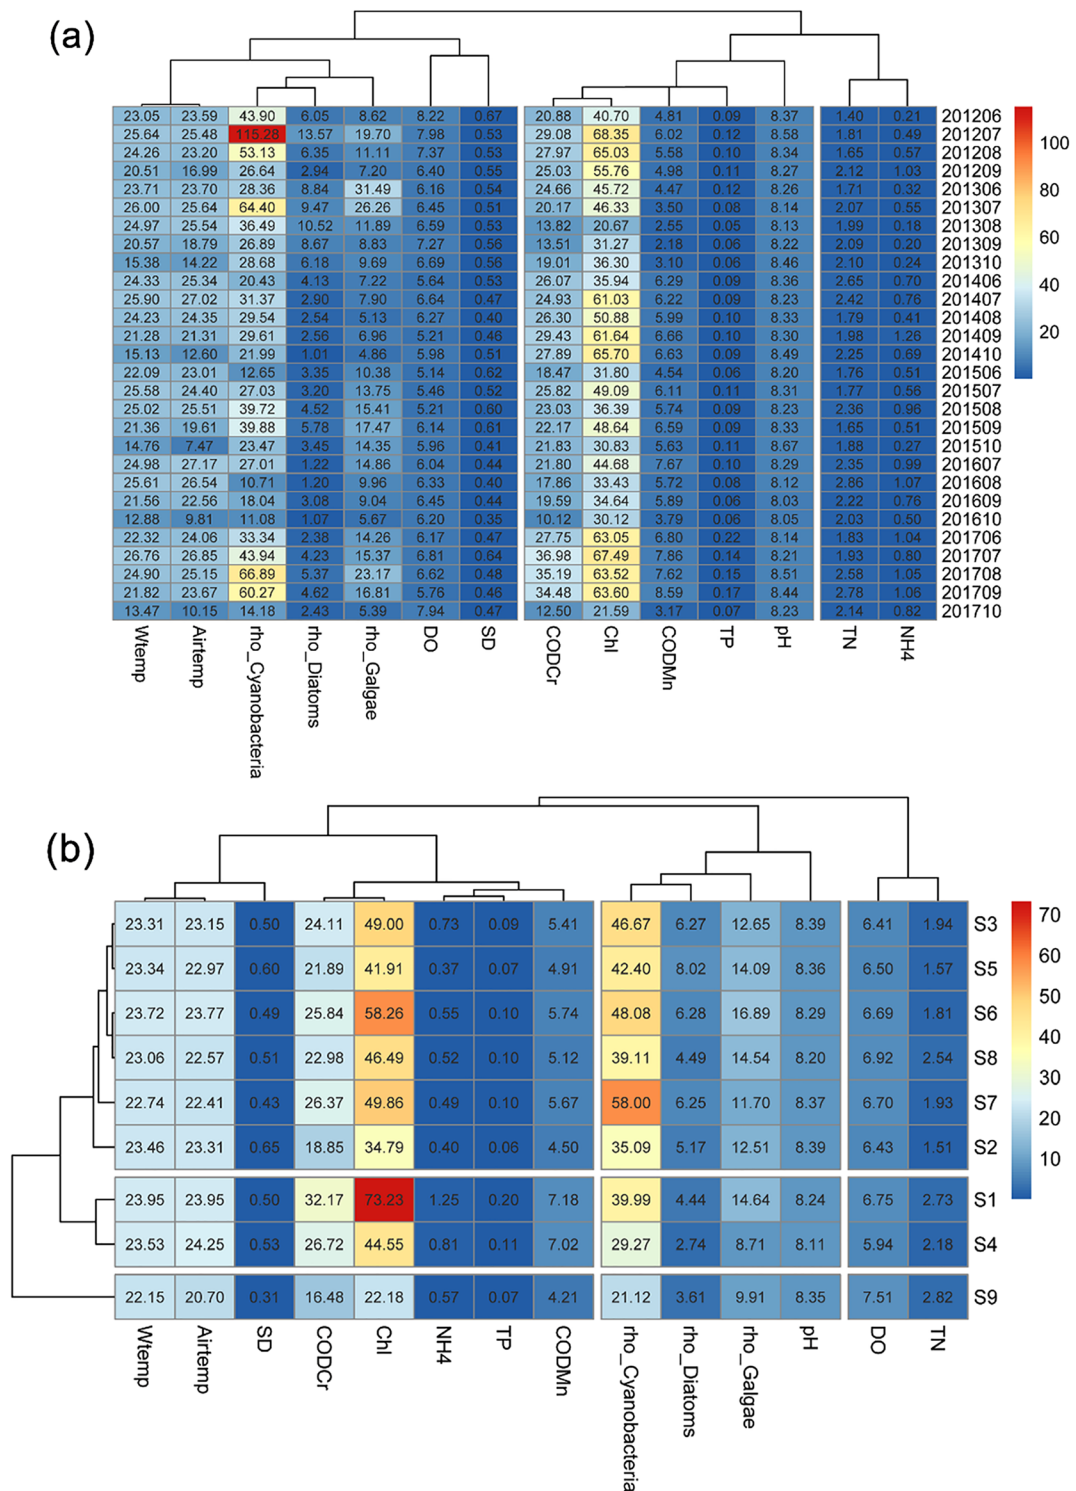 (a)
23.05 23.59 43.90 6.05 8.62 8.22 0.67 20.88 40.70 4.81 0.09 8.37 1.40 0.21 201206
25.64 25.48 115.28 13.57 19.70 7.98 0.53 29.08 68.35 6.02 0.12 8.58 1.81 0.49 201207
24.26 23.20 53.13 6.35 11.11 7.37 0.53 27.97 65.03 5.58 0.10 8.34 1.65 0.57 201208
20.51 16.99 26.64 2.94 7.20 6.40 0.55 25.03 55.76 4.98 0.11 8.27 2.12 1.03 201209
23.71 23.70 28.36 8.84 31.49 6.16 0.54 24.66 45.72 4.47 0.12 8.26 1.71 0.32 201306
26.00 25.64 64.40 9.47 26.26 6.45 0.51 20.17 46.33 3.50 0.08 8.14 2.07 0.55 201307
24.97 25.54 36.49 10.52 11.89 6.59 0.53 13.82 20.67 2.55 0.05 8.13 1.99 0.18 201308
20.57 18.79 26.89 8.67 8.83 7.27 0.56 13.51 31.27 2.18 0.06 8.22 2.09 0.20 201309
15.38 14.22 28.68 6.18 9.69 6.69 0.56 19.01 36.30 3.10 0.06 8.46 2.10 0.24 201310
24.33 25.34 20.43 4.13 7.22 5.64 0.53 26.07 35.94 6.29 0.09 8.36 2.65 0.70 201406
25.90 27.02 31.37 2.90 7.90 6.64 0.47 24.93 61.03 6.22 0.09 8.23 2.42 0.76 201407
24.23 24.35 29.54 2.54 5.13 6.27 0.40 26.30 50.88 5.99 0.10 8.33 1.79 0.41 201408
21.28 21.31 29.61 2.56 6.96 5.21 0.46 29.43 61.64 6.66 0.10 8.30 1.98 1.26 201409
15.13 12.60 21.99 1.01 4.86 5.98 0.51 27.89 65.70 6.63 0.09 8.49 2.25 0.69 201410
22.09 23.01 12.65 3.35 10.38 5.14 0.62 18.47 31.80 4.54 0.06 8.20 1.76 0.51 201506
25.58 24.40 27.03 3.20 13.75 5.46 0.52 25.82 49.09 6.11 0.11 8.31 1.77 0.56 201507
25.02 25.51 39.72 4.52 15.41 5.21 0.60 23.03 36.39 5.74 0.09 8.23 2.36 0.96 201508
21.36 19.61 39.88 5.78 17.47 6.14 0.61 22.17 48.64 6.59 0.09 8.33 1.65 0.51 201509
14.76 7.47 23.47 3.45 14.35 5.96 0.41 21.83 30.83 5.63 0.11 8.67 1.88 0.27 201510
24.98 27.17 27.01 1.22 14.86 6.04 0.44 21.80 44.68 7.67 0.10 8.29 2.35 0.99 201607
25.61 26.54 10.71 1.20 9.96 6.33 0.40 17.86 33.43 5.72 0.08 8.12 2.86 1.07 201608
21.56 22.56 18.04 3.08 9.04 6.45 0.44 19.59 34.64 5.89 0.06 8.03 2.22 0.76 201609
12.88 9.81 11.08 1.07 5.67 6.20 0.35 10.12 30.12 3.79 0.06 8.05 2.03 0.50 201610
22.32 24.06 33.34 2.38 14.26 6.17 0.47 27.75 63.05 6.80 0.22 8.14 1.83 1.04 201706
26.76 26.85 43.94 4.23 15.37 6.81 0.64 36.98 67.49 7.86 0.14 8.21 1.93 0.80 201707
24.90 25.15 66.89 5.37 23.17 6.62 0.48 35.19 63.52 7.62 0.15 8.51 2.58 1.05 201708
21.82 23.67 60.27 4.62 16.81 5.76 0.46 34.48 63.60 8.59 0.17 8.44 2.78 1.06 201709
13.47 10.15 14.18 2.43 5.39 7.94 0.47 12.50 21.59 3.17 0.07 8.23 2.14 0.82 201710
Wtemp Airtemp rho_Cyanobacteria rho_Diatoms rho_Galgae DO SD CODCr Chl CODMn TP pH TN NH4
100
80
60
40
20
(b)
23.31 23.15 0.50 24.11 49.00 0.73 0.09 5.41 46.67 6.27 12.65 8.39 6.41 1.94 S3
23.34 22.97 0.60 21.89 41.91 0.37 0.07 4.91 42.40 8.02 14.09 8.36 6.50 1.57 S5
23.72 23.77 0.49 25.84 58.26 0.55 0.10 5.74 48.08 6.28 16.89 8.29 6.69 1.81 S6
23.06 22.57 0.51 22.98 46.49 0.52 0.10 5.12 39.11 4.49 14.54 8.20 6.92 2.54 S8
22.74 22.41 0.43 26.37 49.86 0.49 0.10 5.67 58.00 6.25 11.70 8.37 6.70 1.93 S7
23.46 23.31 0.65 18.85 34.79 0.40 0.06 4.50 35.09 5.17 12.51 8.39 6.43 1.51 S2
23.95 23.95 0.50 32.17 73.23 1.25 0.20 7.18 39.99 4.44 14.64 8.24 6.75 2.73 S1
23.53 24.25 0.53 26.72 44.55 0.81 0.11 7.02 29.27 2.74 8.71 8.11 5.94 2.18 S4
22.15 20.70 0.31 16.48 22.18 0.57 0.07 4.21 21.12 3.61 9.91 8.35 7.51 2.82 S9
Wtemp Airtemp SD CODCr Chl NH4 TP CODMn rho_Cyanobacteria rho_Diatoms rho_Galgae pH DO TN
70
60
50
40
30
20
10